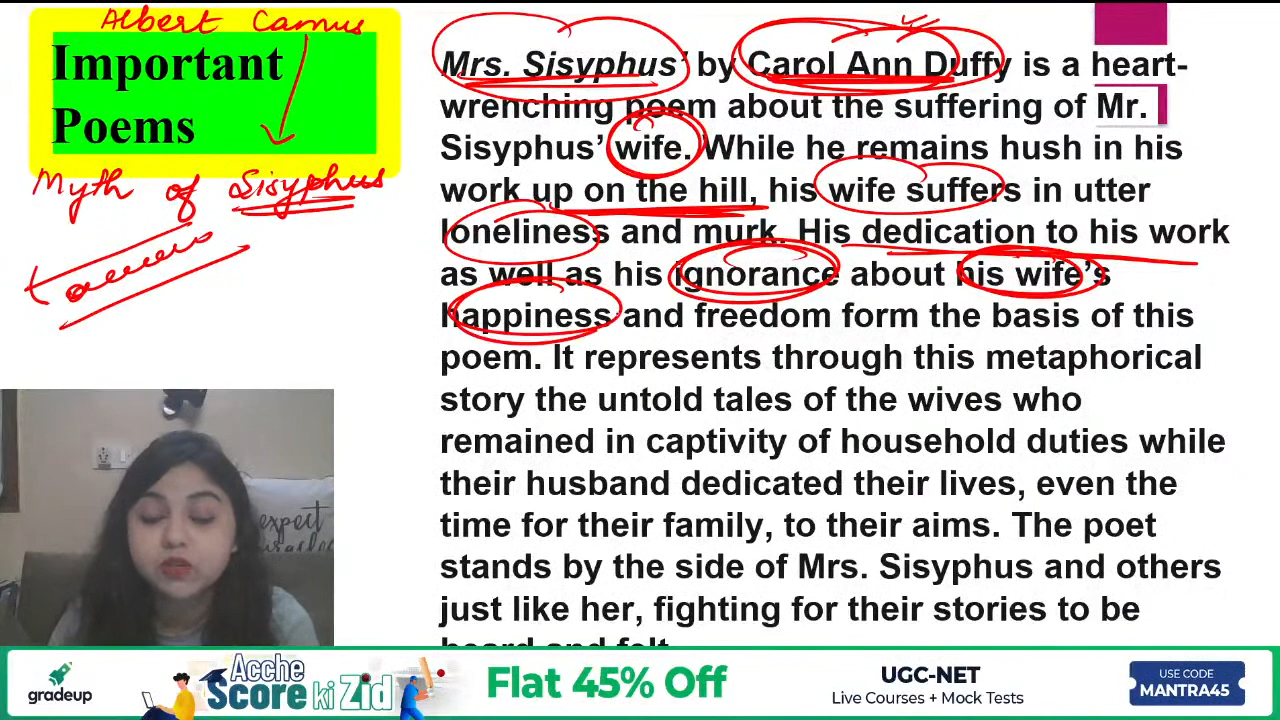 Albert Camus
Important
Poems
Myth of Sisyphus
Mrs. Sisyphus' by Carol Ann Duffy is a heart-
wrenching poem about the suffering of Mr.
Sisyphus' wife. While he remains hush in his
work up on the hill, his wife suffers in utter
loneliness and murk. His dedication to his work
as well as his ignorance about his wife's
happiness and freedom form the basis of this
poem. It represents through this metaphorical
story the untold tales of the wives who
remained in captivity of household duties while
their husband dedicated their lives, even the
time for their family, to their aims. The poet
stands by the side of Mrs. Sisyphus and others
just like her, fighting for their stories to be
heard and felt
expect
gradeup
Acche
Score ki Zid
Flat 45% Off
UGC-NET
Live Courses + Mock Tests
USE CODE
MANTRA45